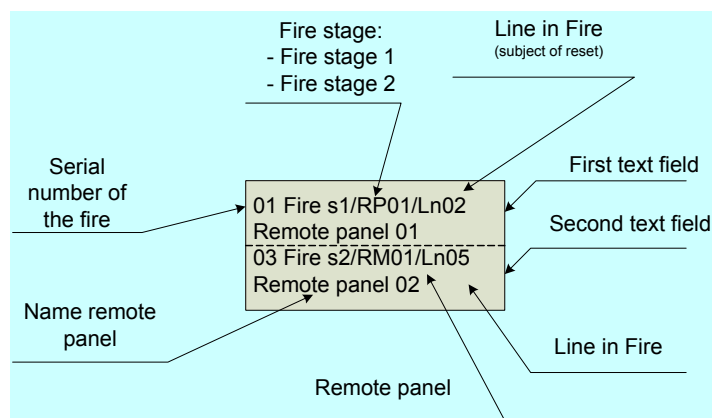 Fire stage:
- Fire stage 1
- Fire stage 2
Line in Fire
(subject of reset)
Serial
number of
the fire
01 Fire s1/RP01/Ln02
Remote panel 01
03 Fire s2/RM01/Ln05
Remote panel 02
First text field
Second text field
Name remote
panel
Line in Fire
Remote panel